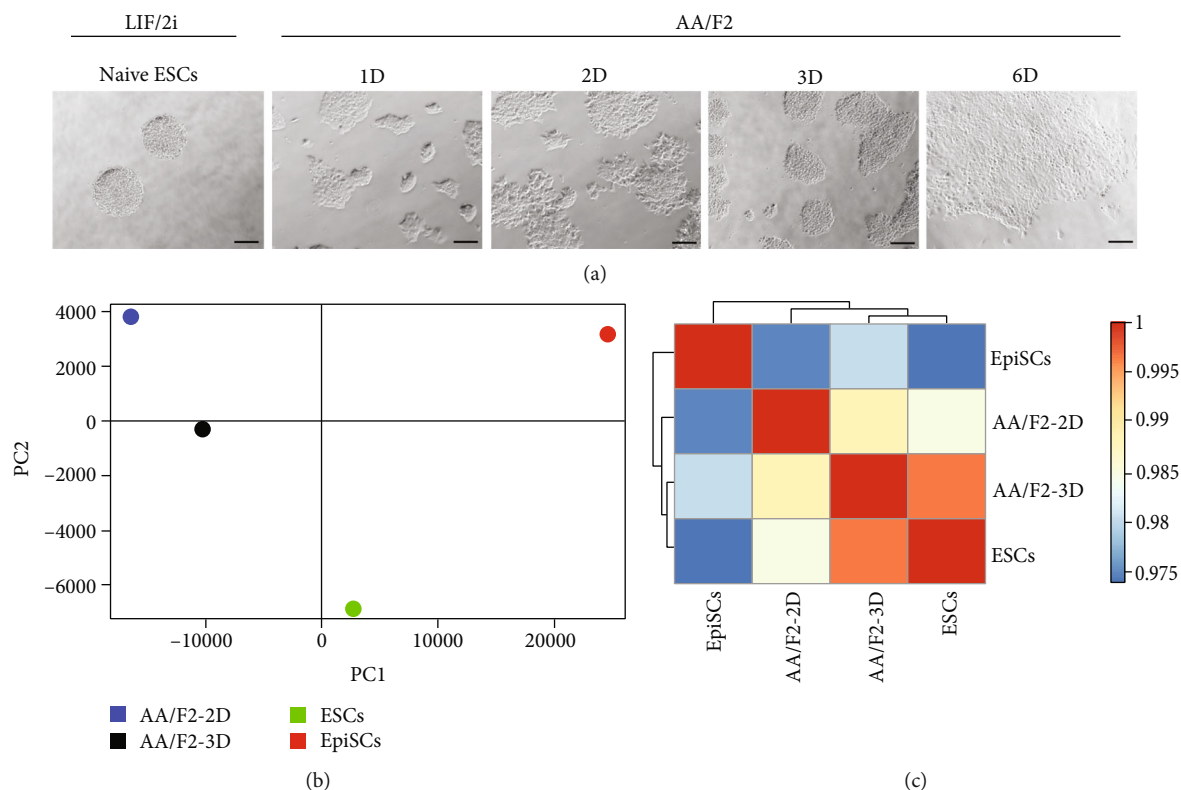 LIF/2i AA/F2
Naive ESCs 1D 2D 3D 6D
(a)
4000
2000
0
−2000
−4000
−6000
PC2
−10000 0 10000 20000
PC1
AA/F2-2D ESCs
AA/F2-3D EpiSCs
(b)
EpiSCs
AA/F2-2D
AA/F2-3D
ESCs
EpiSCs AA/F2-2D AA/F2-3D ESCs
1
0.995
0.99
0.985
0.98
0.975
(c)